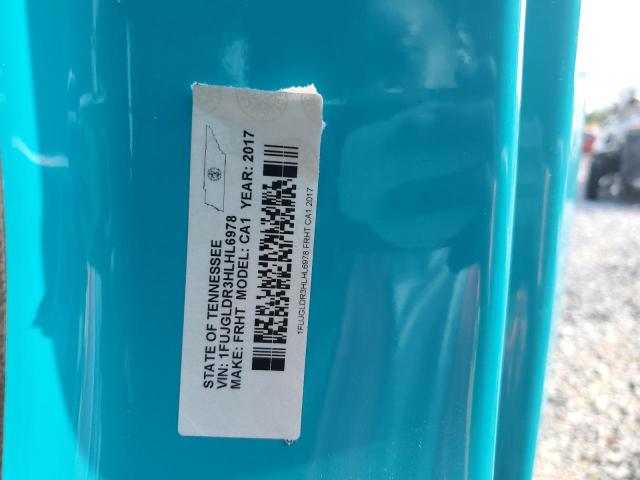 STATE OF TENNESSEE
VIN: 1FUJGLDR3HLHL6978
MAKE: FRHT MODEL: CA1 YEAR: 2017
1FUJGLDR3HLHL6978 FRHT CA1 2017